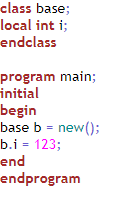 class base;
local int i;
endclass

program main;
initial
begin
base b = new();
b.i = 123;
end
endprogram